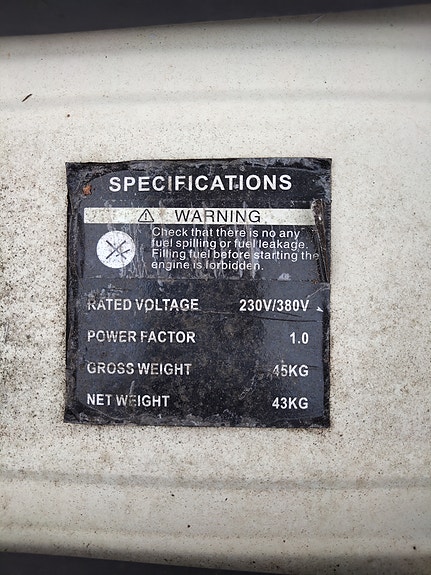 SPECIFICATIONS
WARNING
Check that there is no any
fuel spilling or fuel leakage.
Filling fuel before starting the
engine is forbidden.
RATED VOLTAGE 230V/380V
POWER FACTOR 1.0
GROSS WEIGHT 45KG
NET WEIGHT 43KG